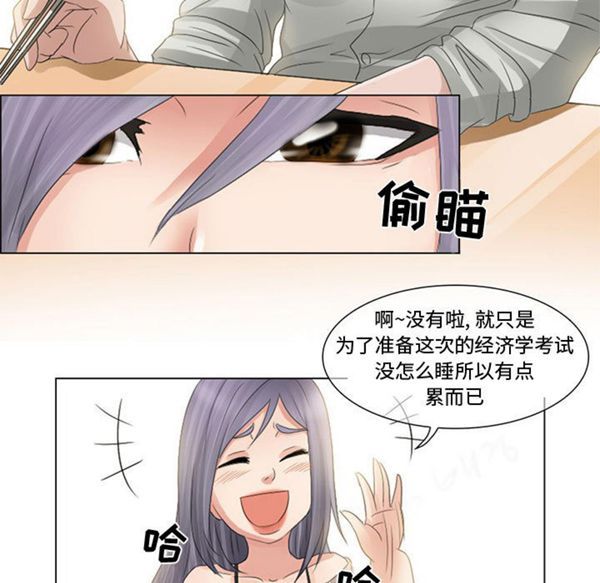 偷瞄
啊~没有啦, 就只是
为了准备这次的经济学考试
没怎么睡所以有点
累而已
哈
哈